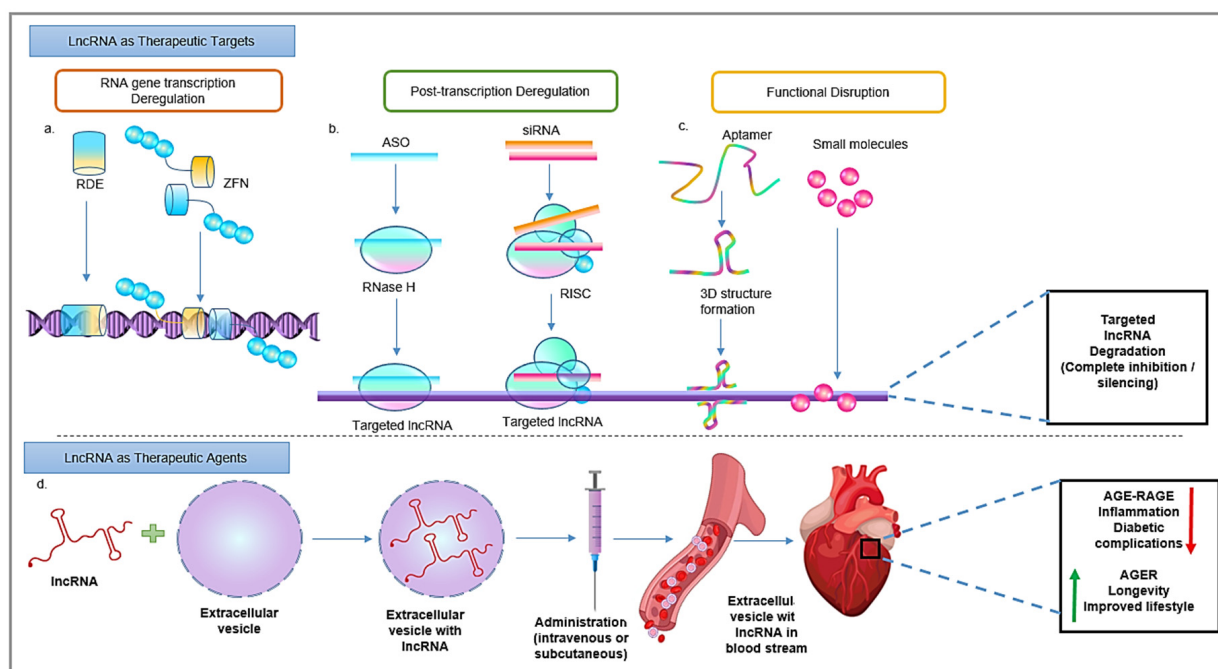 LncRNA as Therapeutic Targets
RNA gene transcription
Deregulation
Post-transcription Deregulation
Functional Disruption
a.
RDE
ZFN
b.
ASO
siRNA
RNase H
RISC
Targeted lncRNA
Targeted lncRNA
c.
Aptamer
Small molecules
3D structure
formation
Targeted
lncRNA
Degradation
(Complete inhibition /
silencing)
LncRNA as Therapeutic Agents
d.
lncRNA
Extracellular
vesicle
Extracellular
vesicle with
lncRNA
Administration
(intravenous or
subcutaneous)
Extracellula
vesicle wit
lncRNA in
blood stream
AGE-RAGE
Inflammation
Diabetic
complications
AGER
Longevity
Improved lifestyle